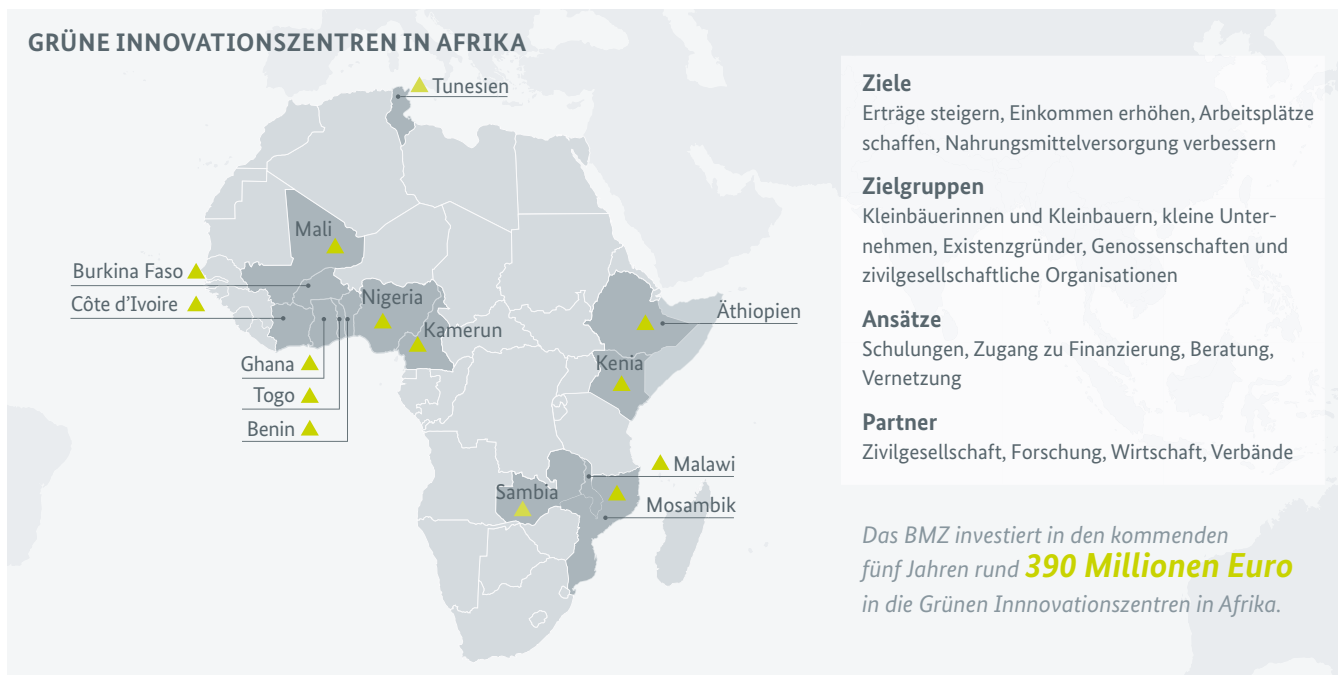 GRÜNE INNOVATIONSZENTREN IN AFRIKA
Tunesien
Mali
Burkina Faso
Côte d’Ivoire
Nigeria
Kamerun
Äthiopien
Ghana
Kenia
Togo
Benin
Malawi
Sambia
Mosambik
Ziele
Erträge steigern, Einkommen erhöhen, Arbeitsplätze
schaffen, Nahrungsmittelversorgung verbessern
Zielgruppen
Kleinbäuerinnen und Kleinbauern, kleine Unter-
nehmen, Existenzgründer, Genossenschaften und
zivilgesellschaftliche Organisationen
Ansätze
Schulungen, Zugang zu Finanzierung, Beratung,
Vernetzung
Partner
Zivilgesellschaft, Forschung, Wirtschaft, Verbände
Das BMZ investiert in den kommenden
fünf Jahren rund 390 Millionen Euro
in die Grünen Innnovationszentren in Afrika.